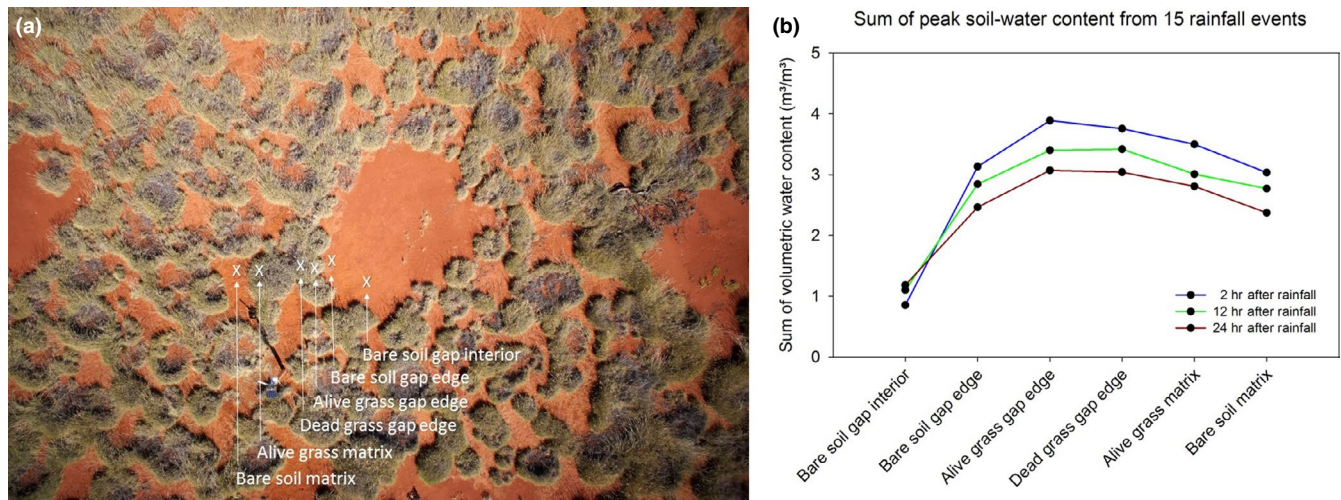 (a)
X X X X X X
Bare soil gap interior
Bare soil gap edge
Alive grass gap edge
Dead grass gap edge
Alive grass matrix
Bare soil matrix
(b)
Sum of peak soil-water content from 15 rainfall events
Sum of volumetric water content (m³/m³)
5
4
3
2
1
0
2 hr after rainfall
12 hr after rainfall
24 hr after rainfall
Bare soil gap interior
Bare soil gap edge
Alive grass gap edge
Dead grass gap edge
Alive grass matrix
Bare soil matrix